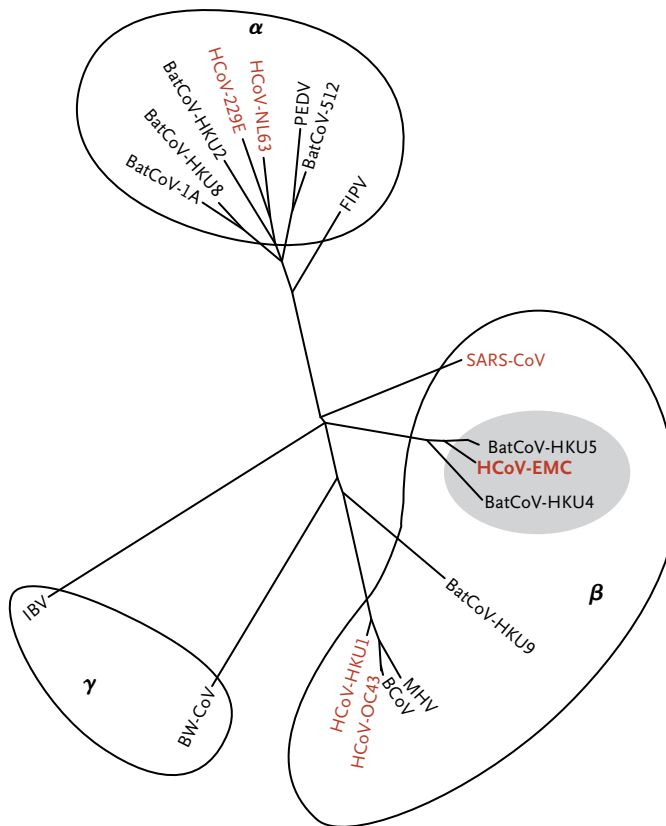 α
BatCoV-1A
BatCoV-HKU8
BatCoV-HKU2
HCoV-229E
HCoV-NL63
PEDV
BatCoV-512
FIPV
SARS-CoV
BatCoV-HKU5
HCoV-EMC
BatCoV-HKU4
BatCoV-HKU9
β
IBV
γ
BW-CoV
HCoV-HKU1
HCoV-OC43
BCoV
MHV